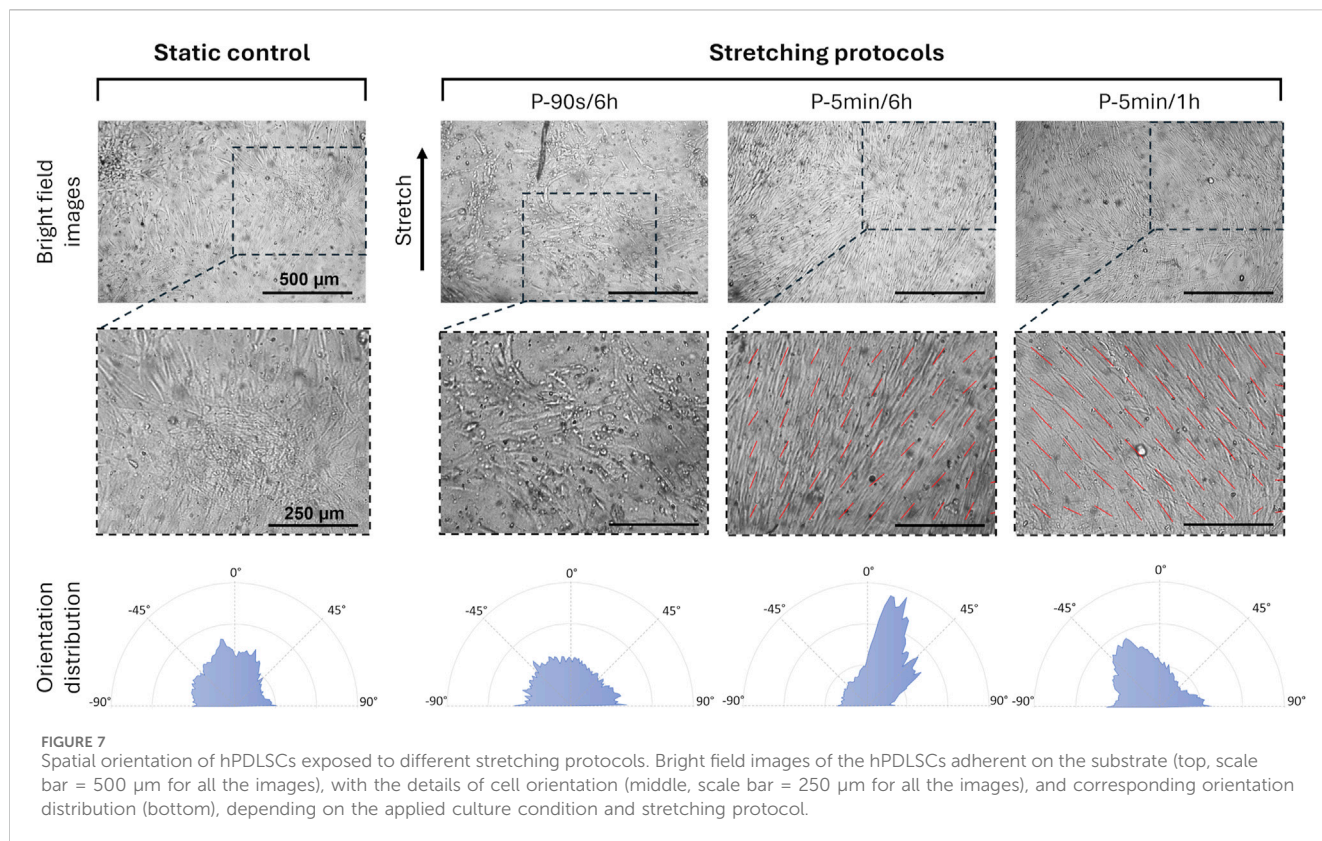 Static control
Stretching protocols
P-90s/6h
P-5min/6h
P-5min/1h
Bright field
images
Stretch
500 µm
250 µm
Orientation
distribution
-90°
-45°
0°
45°
90°
-90°
-45°
0°
45°
90°
-90°
-45°
0°
45°
90°
-90°
-45°
0°
45°
90°
FIGURE 7
Spatial orientation of hPDLSCs exposed to different stretching protocols. Bright field images of the hPDLSCs adherent on the substrate (top, scale
bar = 500 µm for all the images), with the details of cell orientation (middle, scale bar = 250 µm for all the images), and corresponding orientation
distribution (bottom), depending on the applied culture condition and stretching protocol.